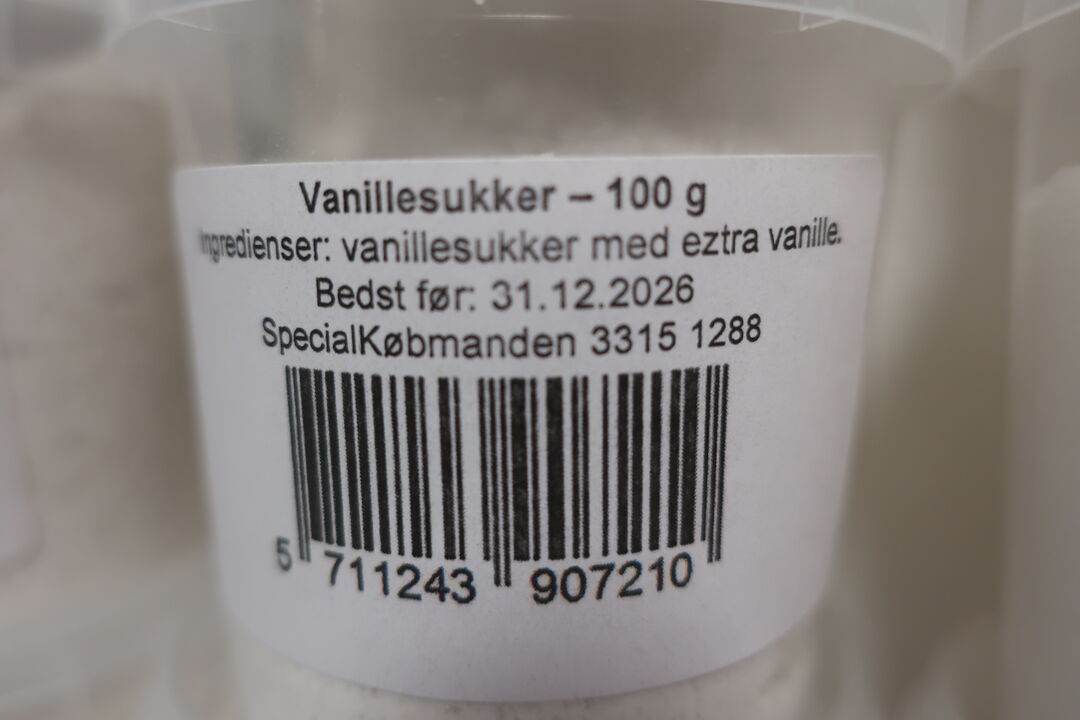 Vanillesukker – 100 g
Ingredienser: vanillesukker med eztra vanille.
Bedst før: 31.12.2026
SpecialKøbmanden 3315 1288
5 711243 907210